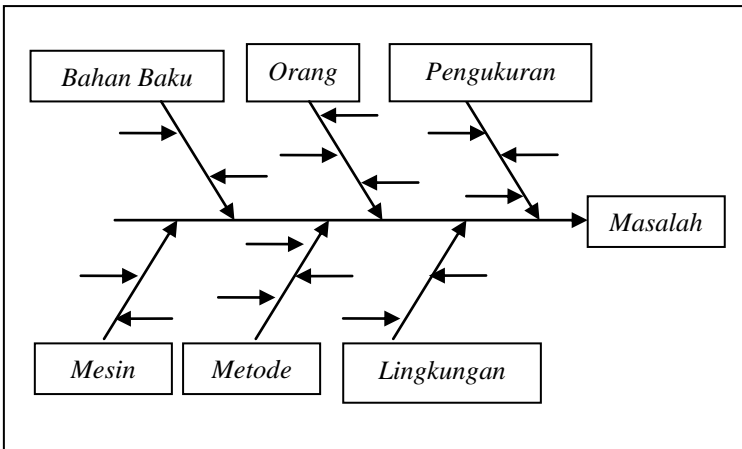 Bahan Baku
Orang
Pengukuran
Masalah
Mesin
Metode
Lingkungan